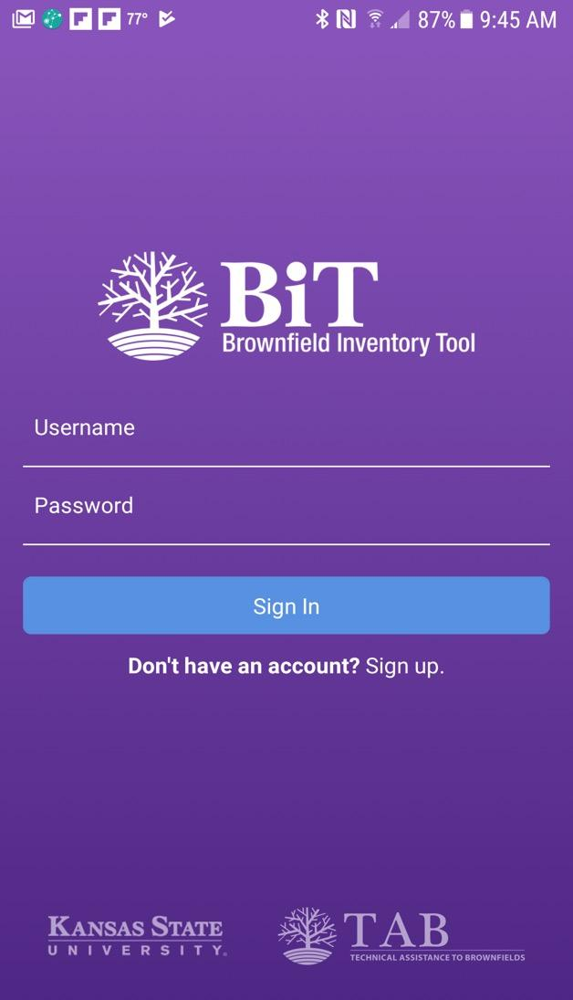 77° 87% 9:45 AM
BiT
Brownfield Inventory Tool
Username
Password
Sign In
Don't have an account? Sign up.
KANSAS STATE
UNIVERSITY®
TAB
TECHNICAL ASSISTANCE TO BROWNFIELDS